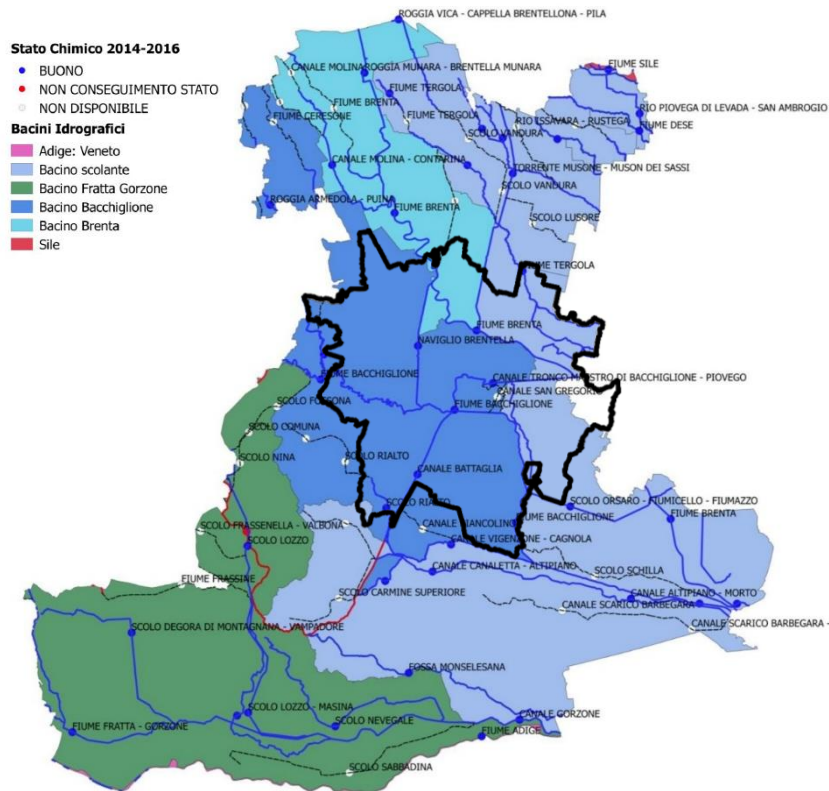 Stato Chimico 2014-2016
BUONO
NON CONSEGUIMENTO STATO
NON DISPONIBILE
Bacini Idrografici
Adige: Veneto
Bacino scolante
Bacino Fratta Gorzone
Bacino Bacchiglione
Bacino Brenta
Sile
ROGGIA VICA - CAPPELLA BRENTELLONA - PILA
CANALE MOLINA
ROGGIA MUNARA - BRENTELLA MUNARA
FIUME SILE
FIUME TERGOLA
FIUME BRENTA
RIO PIOVEGA DI LEVADA - SAN AMBROGIO
FIUME CERESONE
FIUME TERGOLA
RIO ISSAVARA - RUSTEGA
FIUME DESE
SCOLO VANDURA
CANALE MOLINA - CONTARINA
TORRENTE MUSONE - MUSON DEI SASSI
SCOLO VANDURA
ROGGIA ARMEDOLA - PUINA
FIUME BRENTA
SCOLO LUSORE
FIUME TERGOLA
FIUME BRENTA
NAVIGLIO BRENTELLA
FIUME BACCHIGLIONE
CANALE TRONCO MAESTRO DI BACCHIGLIONE - PIOVEGO
CANALE SAN GREGORIO
SCOLO FOSSONA
FIUME BACCHIGLIONE
SCOLO COMUNA
SCOLO NINA
SCOLO RIALTO
CANALE BATTAGLIA
SCOLO RIALTO
SCOLO ORSARO - FIUMICELLO - FIUMAZZO
FIUME BRENTA
SCOLO FRASSENELLA - VALBONA
CANALE BIANCOLINO
FIUME BACCHIGLIONE
SCOLO LOZZO
CANALE VIGENZONE - CAGNOLA
CANALE CANALETTA - ALTIPIANO
SCOLO SCHILLA
FIUME FRASSINE
SCOLO CARMINE SUPERIORE
CANALE ALTIPIANO - MORTO
CANALE SCARICO BARBEGARA
SCOLO DEGORA DI MONTAGNANA - VAMPADORE
CANALE SCARICO BARBEGARA -
FOSSA MONSELESANA
SCOLO LOZZO - MASINA
SCOLO NEVEGALE
CANALE GORZONE
FIUME FRATTA - GORZONE
FIUME ADIGE
SCOLO SABBADINA